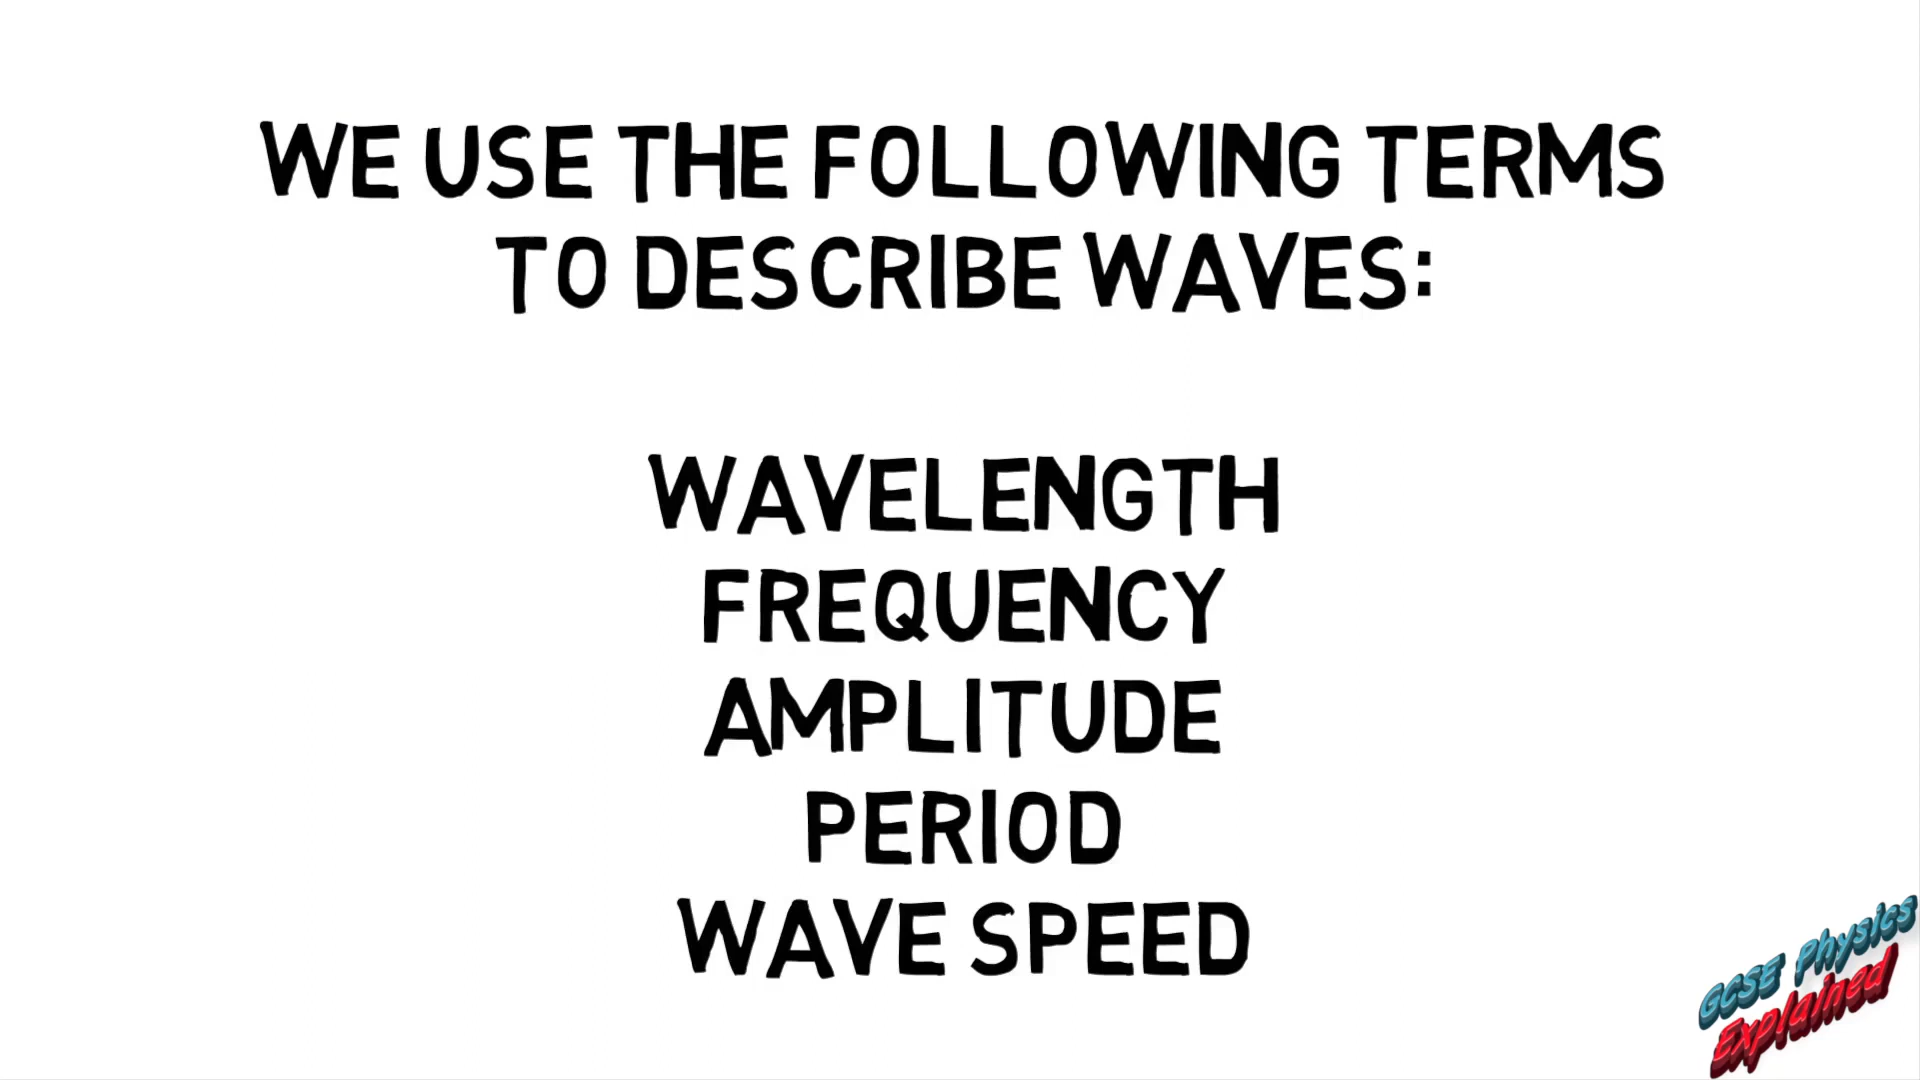 WE USE THE FOLLOWING TERMS
TO DESCRIBE WAVES:
WAVELENGTH
FREQUENCY
AMPLITUDE
PERIOD
WAVE SPEED
GCSE Physics
Explained